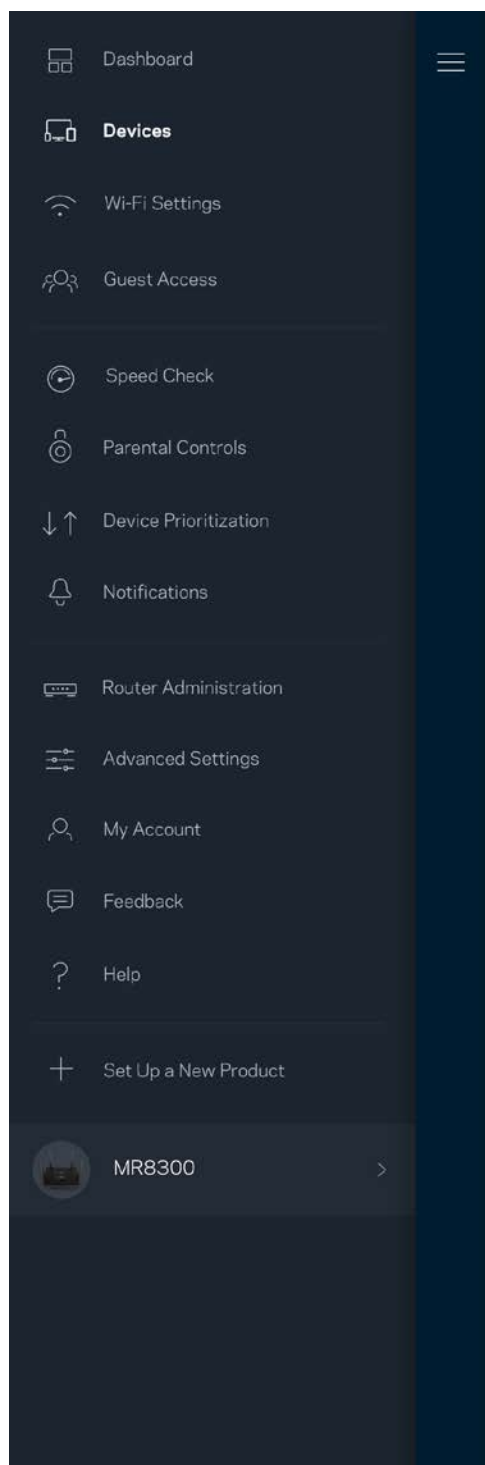 Dashboard
Devices
Wi-Fi Settings
Guest Access
Speed Check
Parental Controls
Device Prioritization
Notifications
Router Administration
Advanced Settings
My Account
Feedback
Help
Set Up a New Product
MR8300